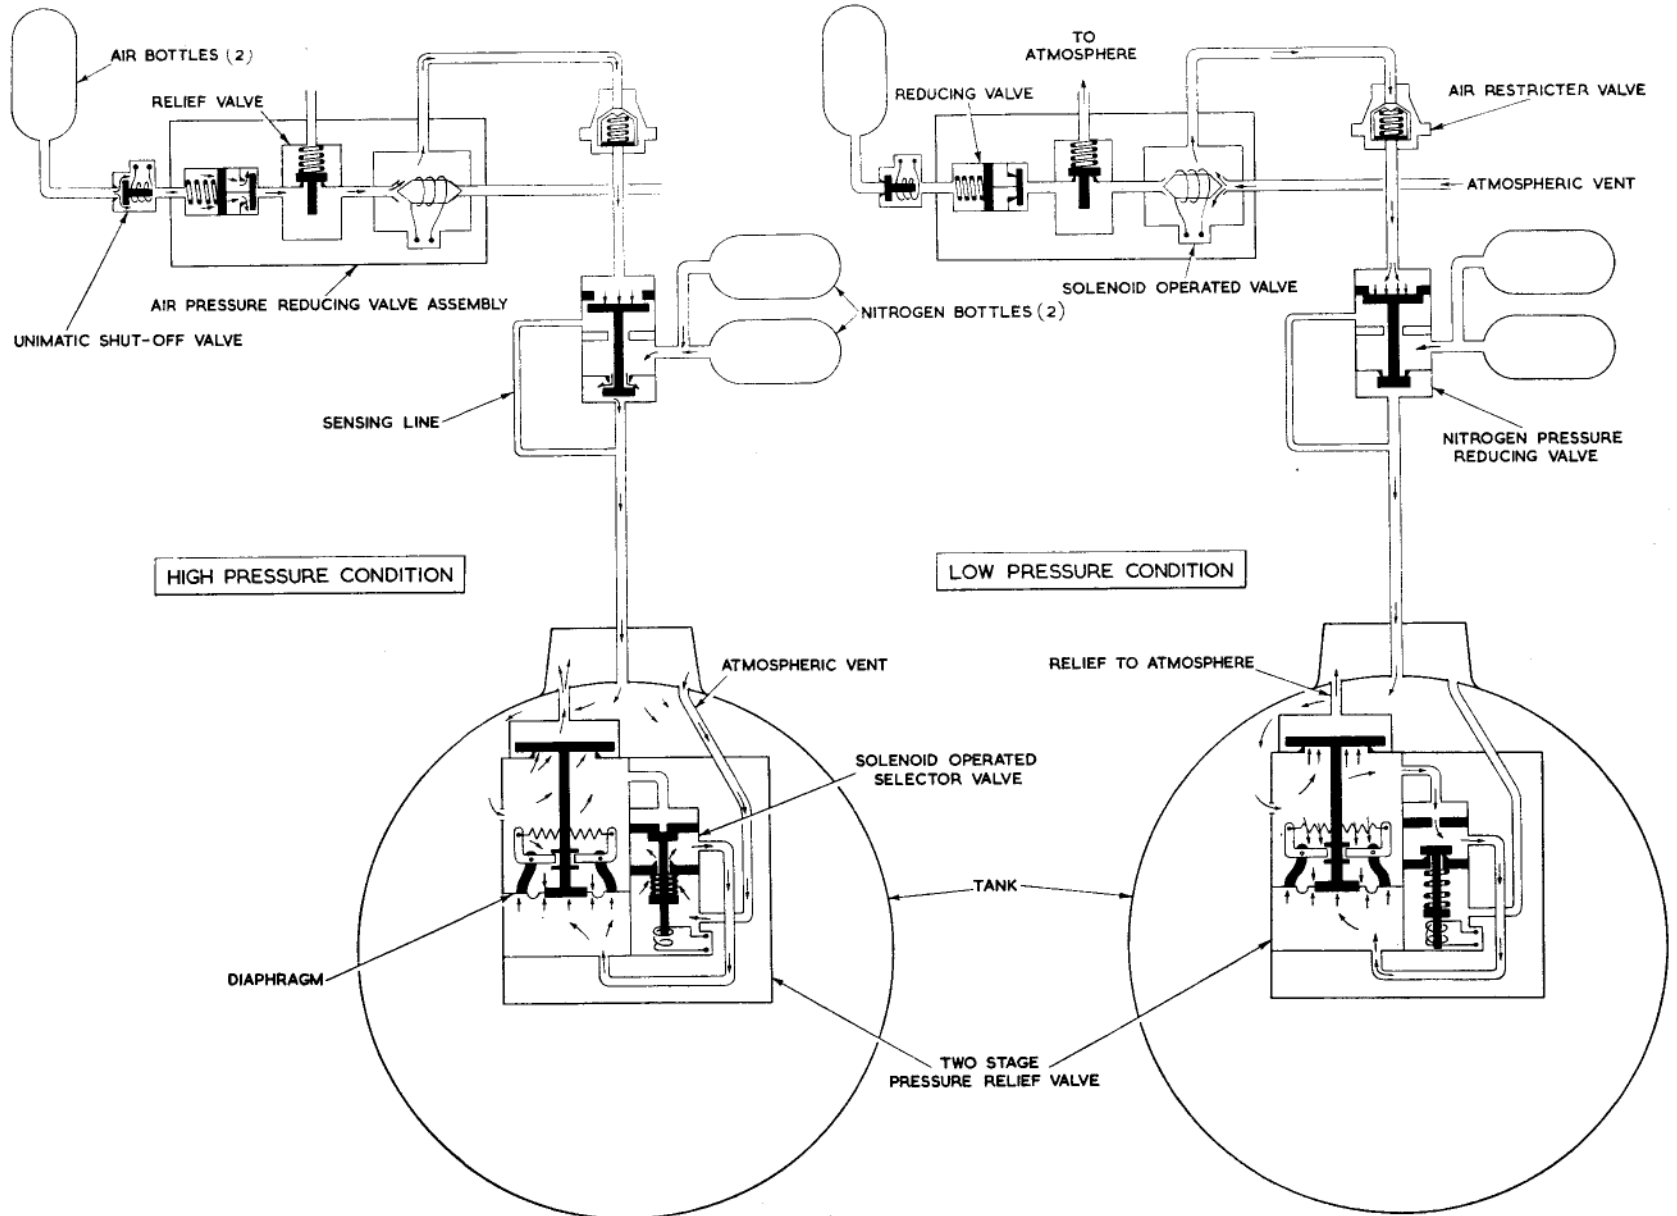 AIR BOTTLES (2)
RELIEF VALVE
AIR PRESSURE REDUCING VALVE ASSEMBLY
UNIMATIC SHUT-OFF VALVE
SENSING LINE
NITROGEN BOTTLES (2)
TO
ATMOSPHERE
REDUCING VALVE
AIR RESTRICTER VALVE
ATMOSPHERIC VENT
SOLENOID OPERATED VALVE
NITROGEN PRESSURE
REDUCING VALVE
HIGH PRESSURE CONDITION
LOW PRESSURE CONDITION
ATMOSPHERIC VENT
RELIEF TO ATMOSPHERE
SOLENOID OPERATED
SELECTOR VALVE
TANK
DIAPHRAGM
TWO STAGE
PRESSURE RELIEF VALVE